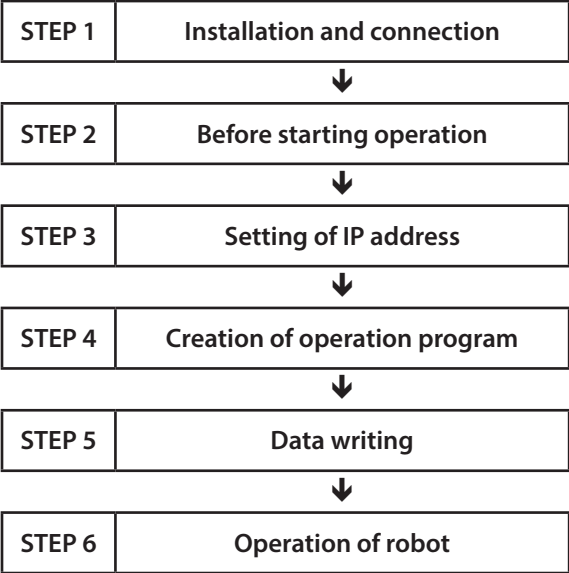 STEP 1 Installation and connection
STEP 2 Before starting operation
STEP 3 Setting of IP address
STEP 4 Creation of operation program
STEP 5 Data writing
STEP 6 Operation of robot